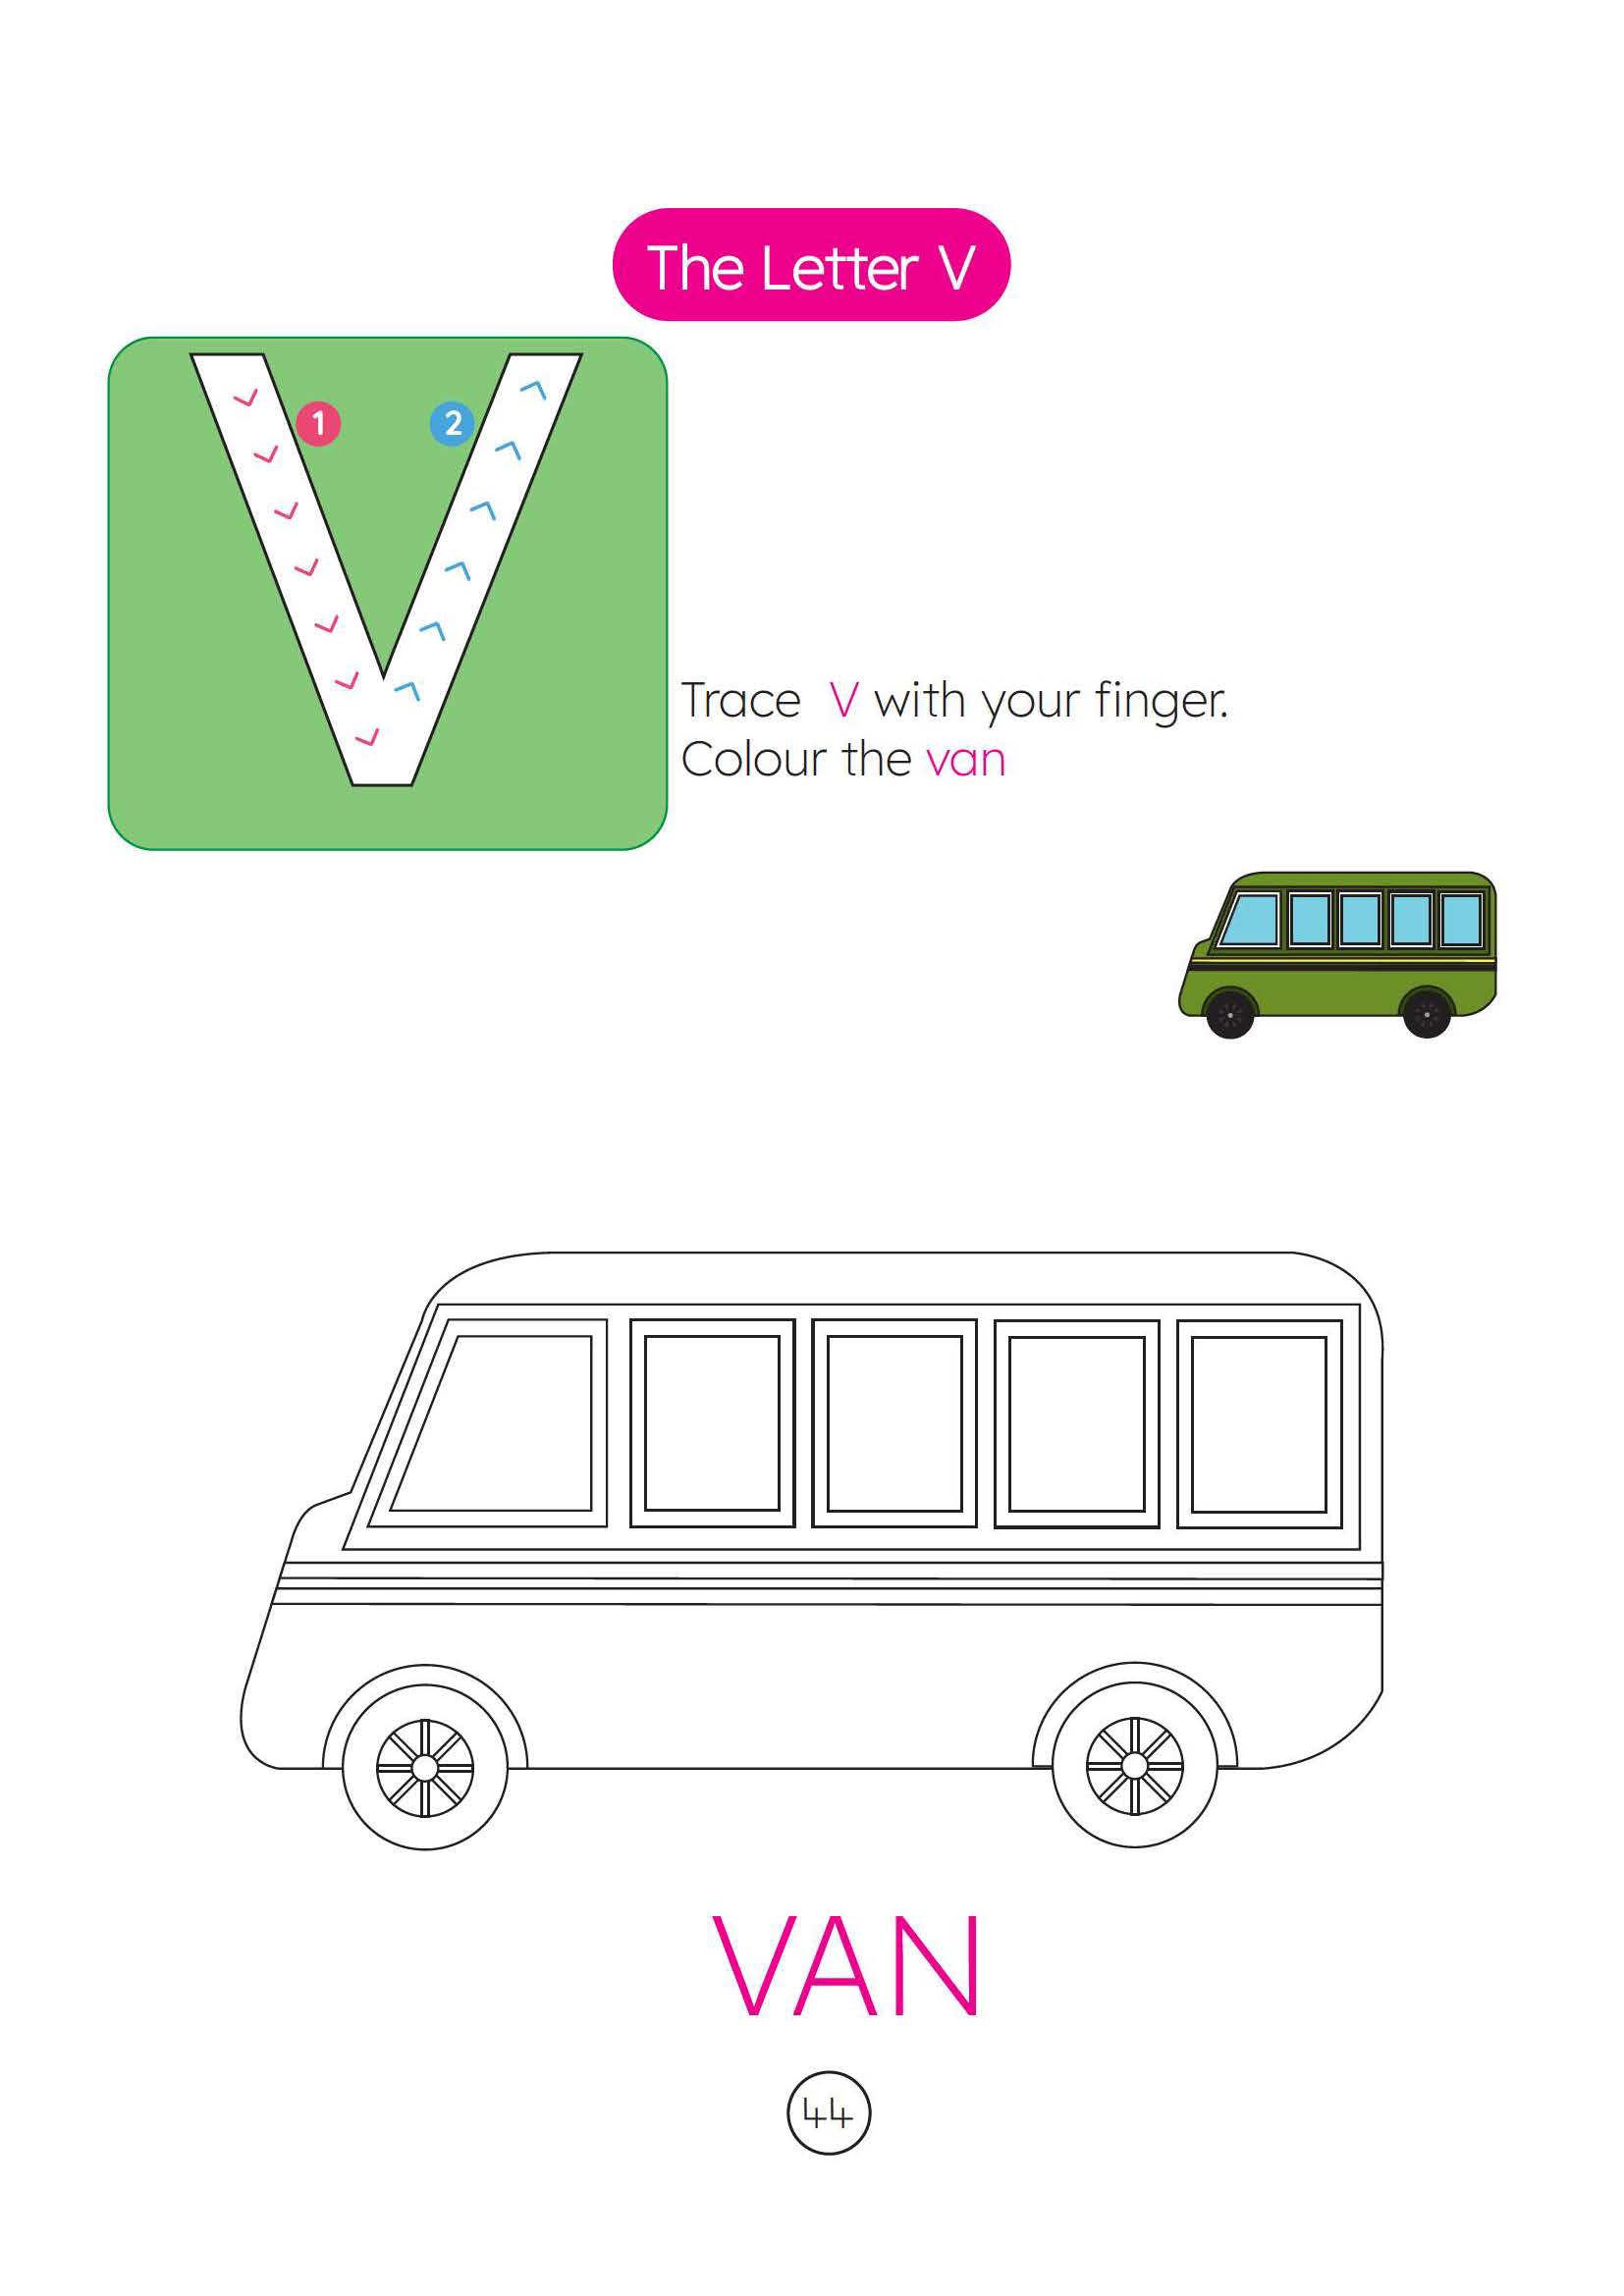 The Letter V
V
1 2
Trace V with your finger.
Colour the van
VAN
44